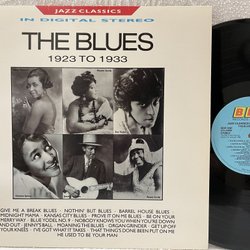 JAZZ CLASSICS
IN DIGITAL STEREO
THE BLUES
1923 TO 1933
GIVE ME A BREAK BLUES · NOTHIN' BUT BLUES · BARREL HOUSE BLUES
MIDNIGHT MAMA · KANSAS CITY BLUES · PROVE IT ON ME BLUES · BE ON YOUR
MERRY WAY · BLUE YODEL NO. 9 · NOBODY KNOWS YOU WHEN YOU'RE DOWN
AND OUT · JENNY'S BALL · MOANING THE BLUES · ORGAN GRINDER · GET UP OFF
YOUR KNEES · I'VE GOT WHAT IT TAKES · THAT THING'S DONE BEEN PUT ON ME
HE USED TO BE YOUR MAN
BB